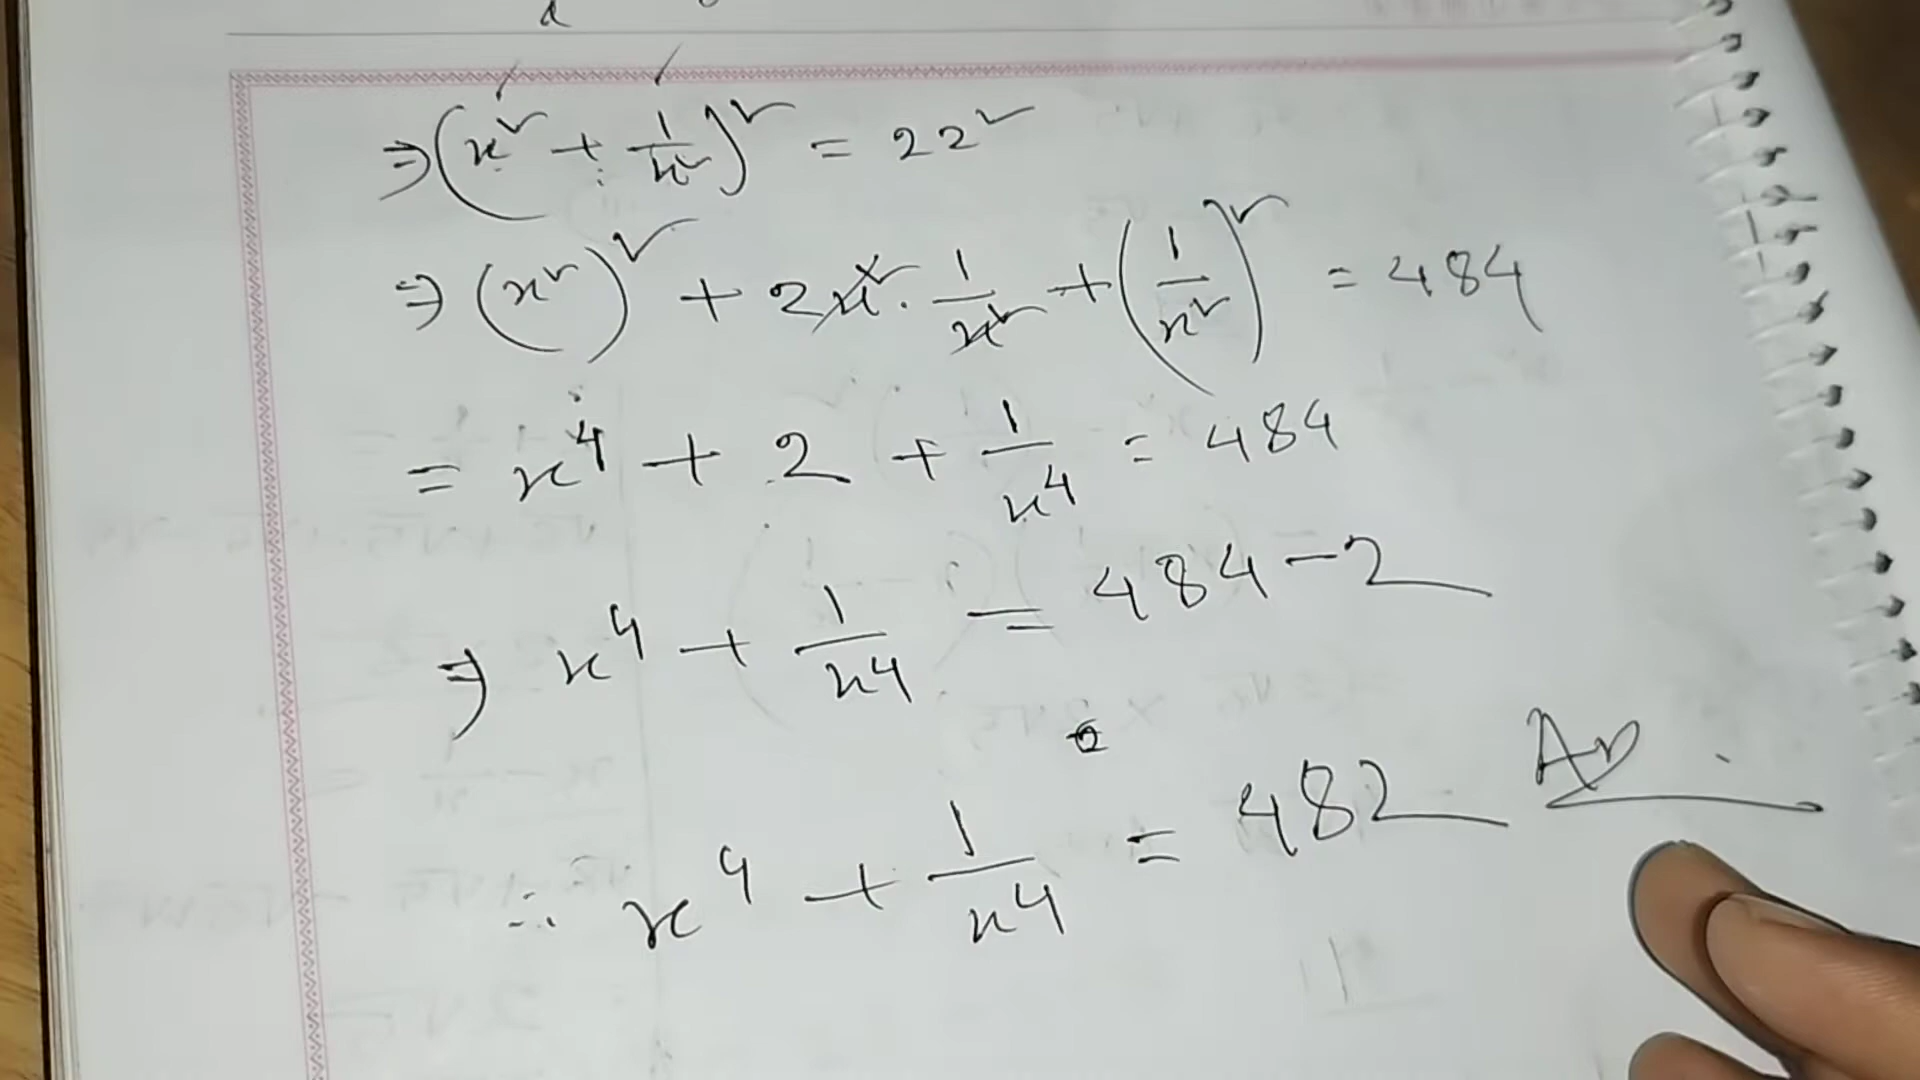 ⇒ (x² + 1/x²)² = 22²
⇒ (x²)² + 2x² · 1/x² + (1/x²)² = 484
= x⁴ + 2 + 1/x⁴ = 484
⇒ x⁴ + 1/x⁴ = 484 - 2
∴ x⁴ + 1/x⁴ = 482 An